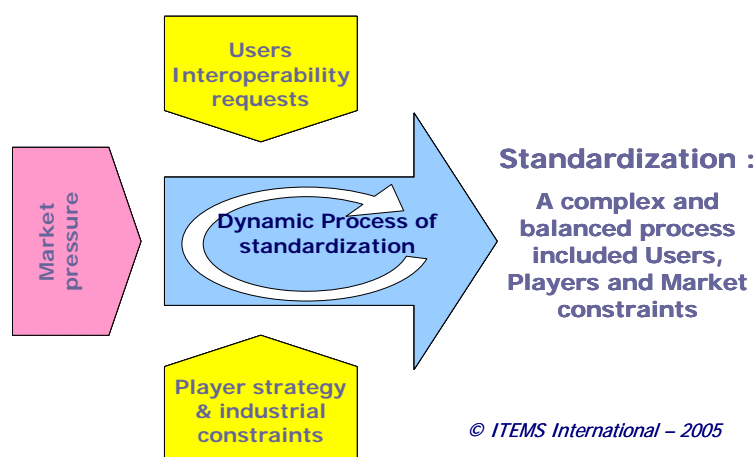 Users
Interoperability
requests
Market
pressure
Dynamic Process of
standardization
Standardization :
A complex and
balanced process
included Users,
Players and Market
constraints
Player strategy
& industrial
constraints
© ITEMS International – 2005